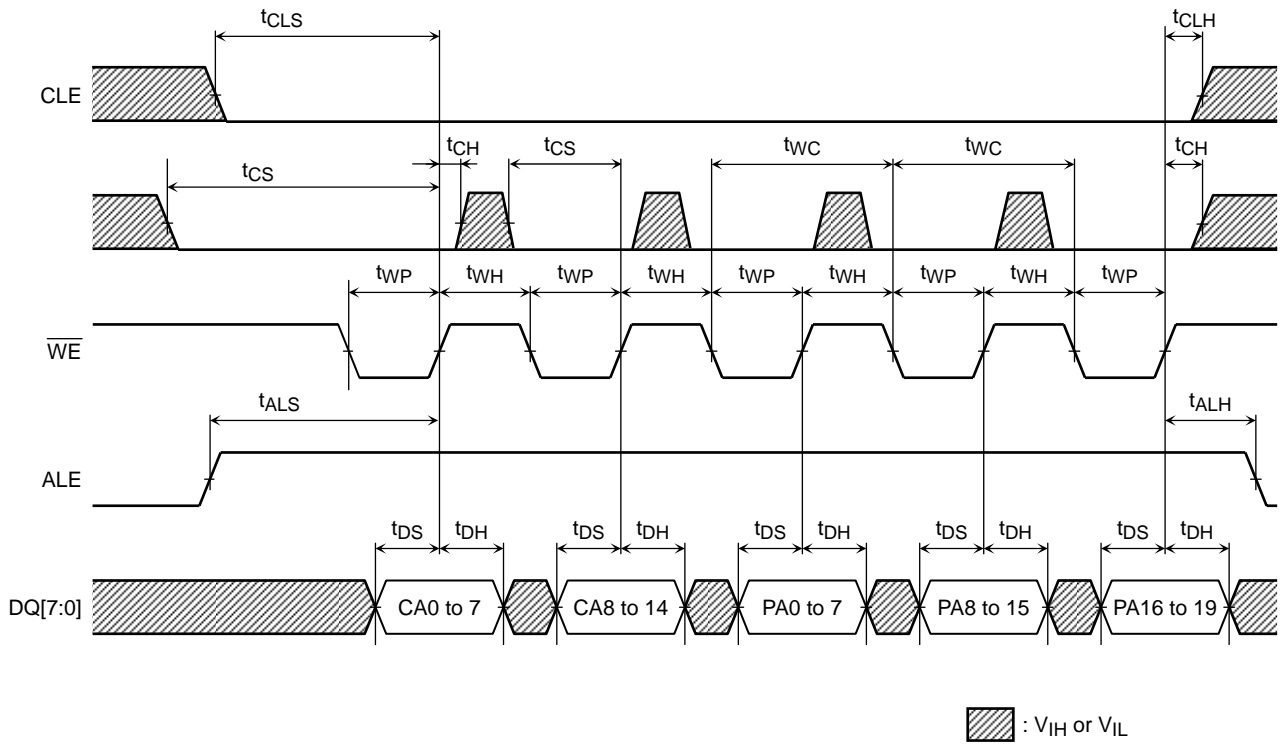 tCLS tCLH
CLE
tCH tCS tWC tWC tCH
tCS
tWP tWH tWP tWH tWP tWH tWP tWH tWP
W̅E̅
tALS tALH
ALE
tDS tDH tDS tDH tDS tDH tDS tDH tDS tDH
DQ[7:0] CA0 to 7 CA8 to 14 PA0 to 7 PA8 to 15 PA16 to 19
: VIH or VIL